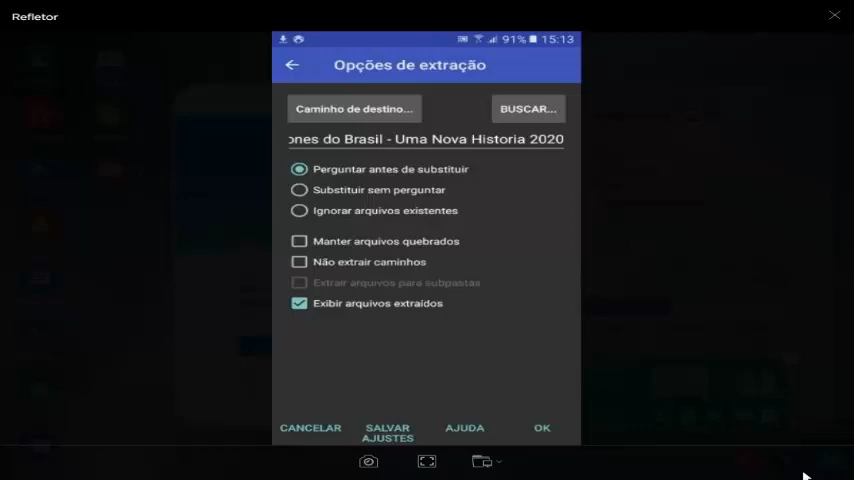 Refletor
91% 15:13
Opções de extração
Caminho de destino...
BUSCAR...
ones do Brasil - Uma Nova Historia 2020
Perguntar antes de substituir
Substituir sem perguntar
Ignorar arquivos existentes
Manter arquivos quebrados
Não extrair caminhos
Extrair arquivos para subpastas
Exibir arquivos extraídos
CANCELAR
SALVAR
AJUSTES
AJUDA
OK